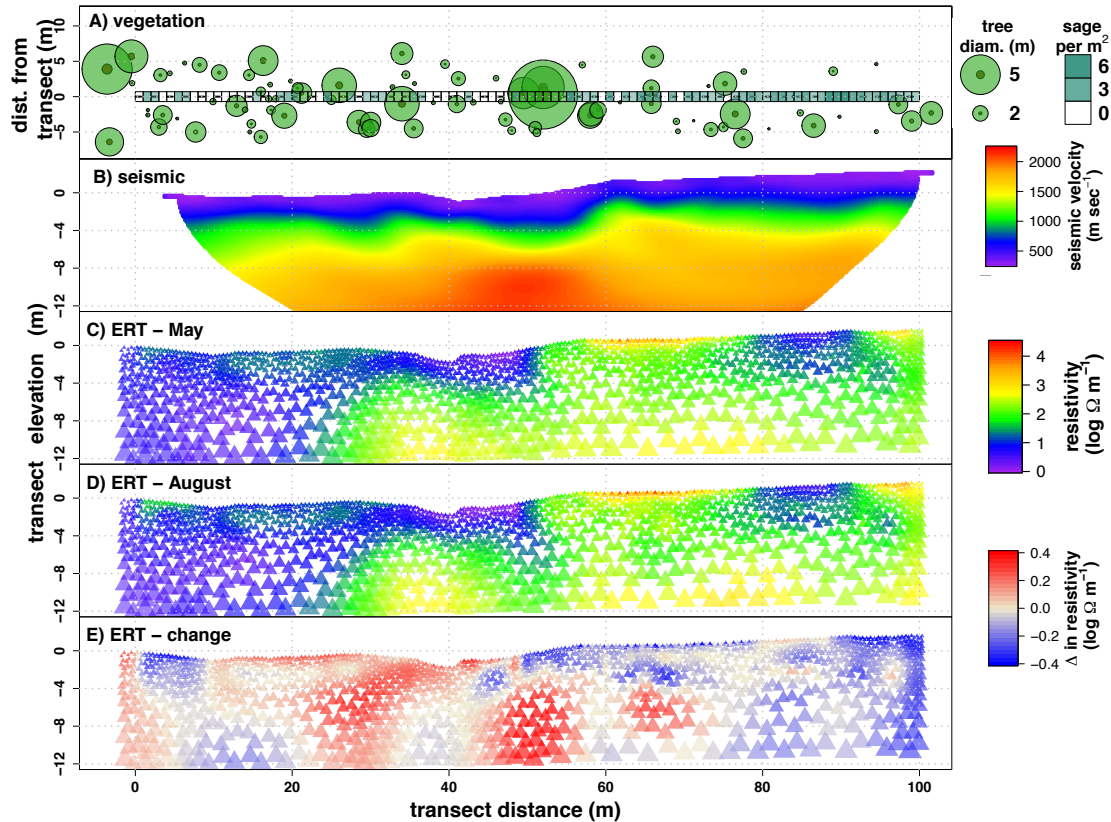 A) vegetation
dist. from
transect (m)
10
5
0
−5
tree
diam. (m)
5
2
sage
per m2
6
3
0
B) seismic
0
−4
−8
−12
2000
1500
1000
500
seismic velocity
(m sec−1)
C) ERT − May
0
−4
−8
−12
4
3
2
1
0
resistivity
(log Ω m−1)
D) ERT − August
0
−4
−8
−12
transect elevation (m)
E) ERT − change
0
−4
−8
−12
0.4
0.2
0.0
−0.2
−0.4
Δ in resistivity
(log Ω m−1)
0
20
40
60
80
100
transect distance (m)